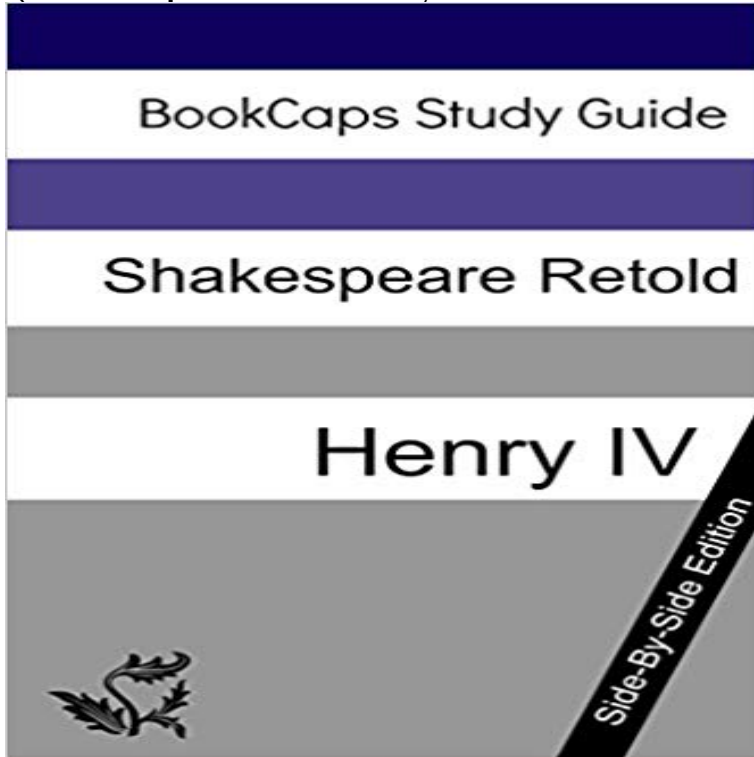 BookCaps Study Guide
Shakespeare Retold
Henry IV
Side-By-Side Edition